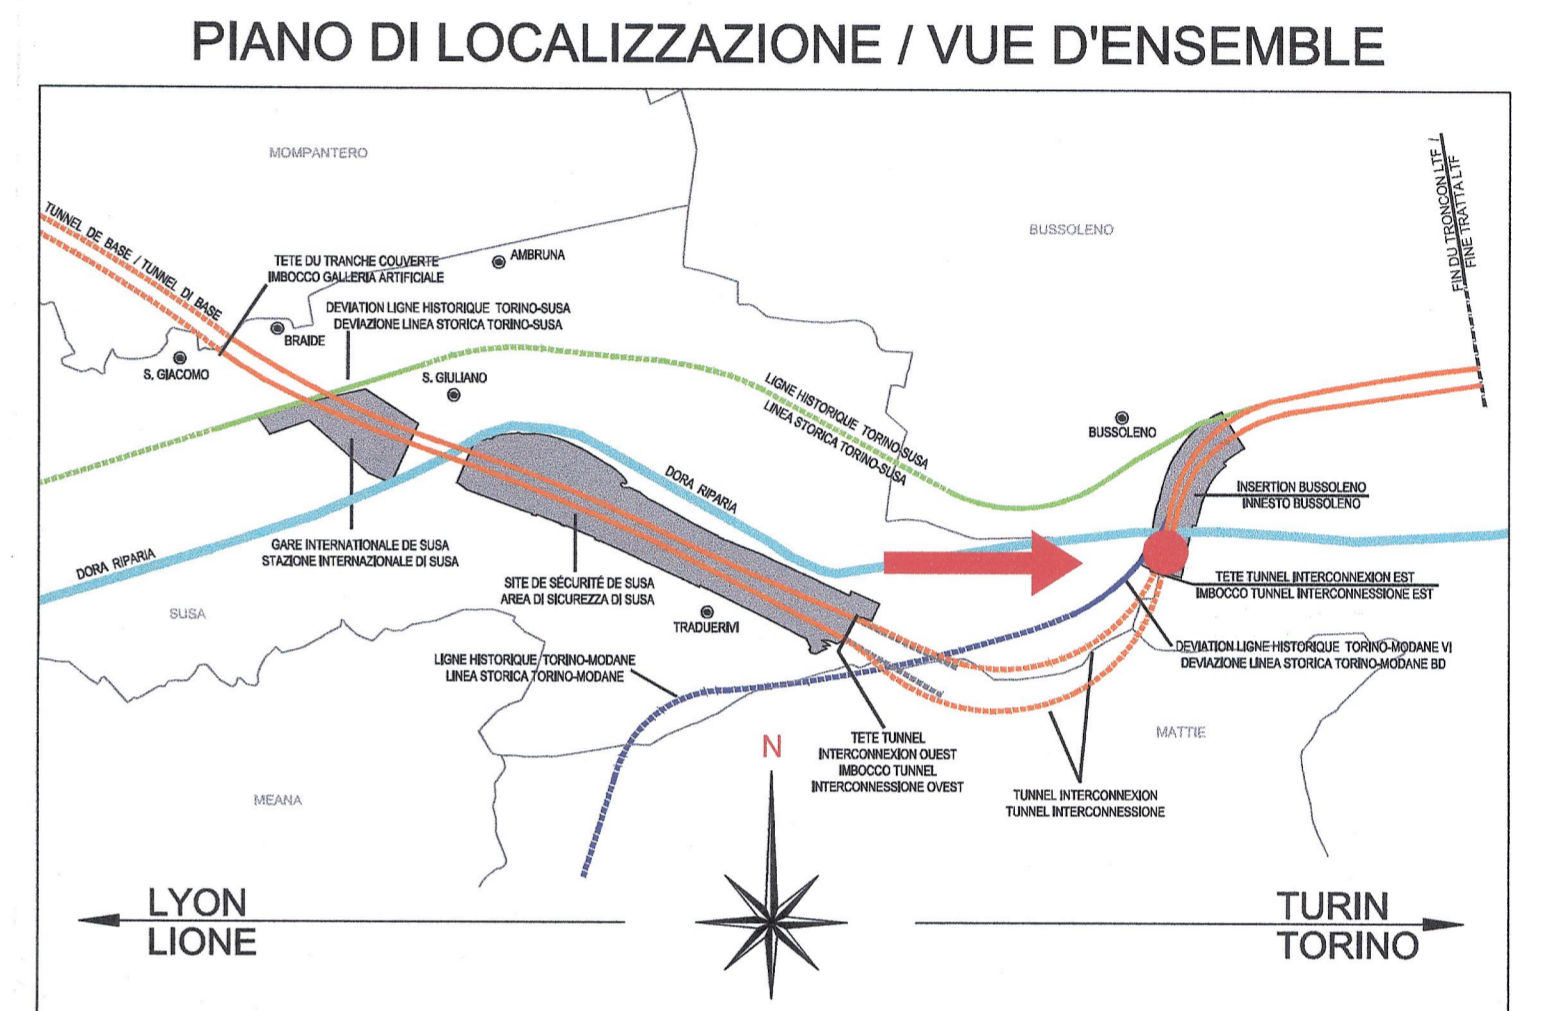 PIANO DI LOCALIZZAZIONE / VUE D'ENSEMBLE
MOMPANTERO
BUSSOLENO
FIN DU TRONCON LTF /
FINE TRATTA LTF
TUNNEL DE BASE / TUNNEL DI BASE
TETE DU TRANCHE COUVERTE
IMBOCCO GALLERIA ARTIFICIALE
AMBRUNA
DEVIATION LIGNE HISTORIQUE TORINO-SUSA
DEVIAZIONE LINEA STORICA TORINO-SUSA
BRAIDE
S. GIACOMO
S. GIULIANO
LIGNE HISTORIQUE TORINO-SUSA
LINEA STORICA TORINO-SUSA
BUSSOLENO
DORA RIPARIA
INSERTION BUSSOLENO
INNESTO BUSSOLENO
DORA RIPARIA
GARE INTERNATIONALE DE SUSA
STAZIONE INTERNAZIONALE DI SUSA
SITE DE SÉCURITÉ DE SUSA
AREA DI SICUREZZA DI SUSA
TETE TUNNEL INTERCONNEXION EST
IMBOCCO TUNNEL INTERCONNESSIONE EST
SUSA
TRADUERIVI
LIGNE HISTORIQUE TORINO-MODANE
LINEA STORICA TORINO-MODANE
DEVIATION LIGNE HISTORIQUE TORINO-MODANE VI
DEVIAZIONE LINEA STORICA TORINO-MODANE BD
MATTIE
TETE TUNNEL
INTERCONNEXION OUEST
IMBOCCO TUNNEL
INTERCONNESSIONE OVEST
N
MEANA
TUNNEL INTERCONNEXION
TUNNEL INTERCONNESSIONE
LYON
LIONE
TURIN
TORINO